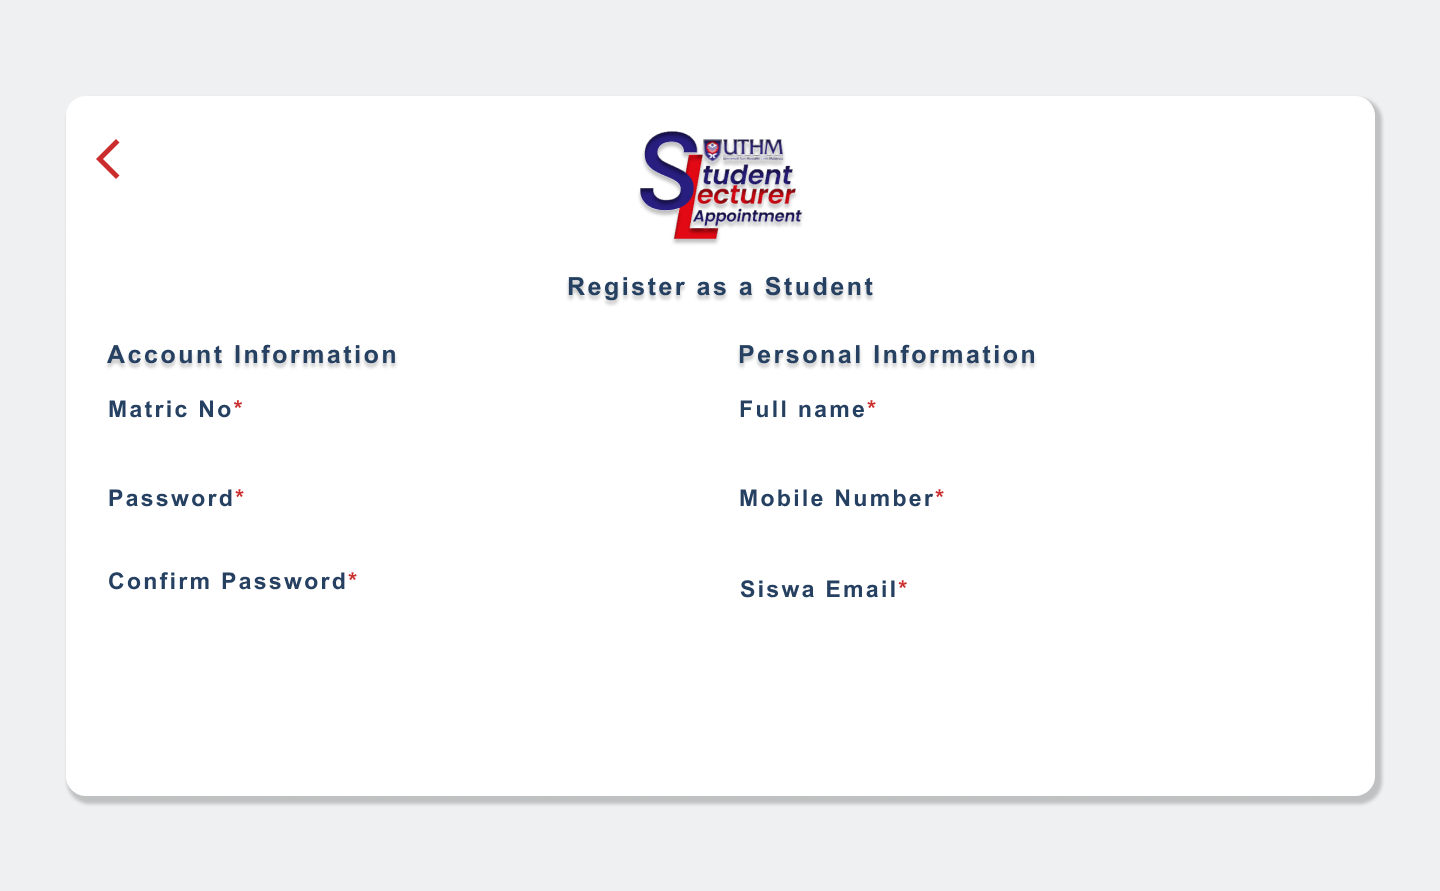 UTHM
Student
Lecturer
Appointment
Register as a Student
Account Information
Matric No*
Password*
Confirm Password*
Personal Information
Full name*
Mobile Number*
Siswa Email*